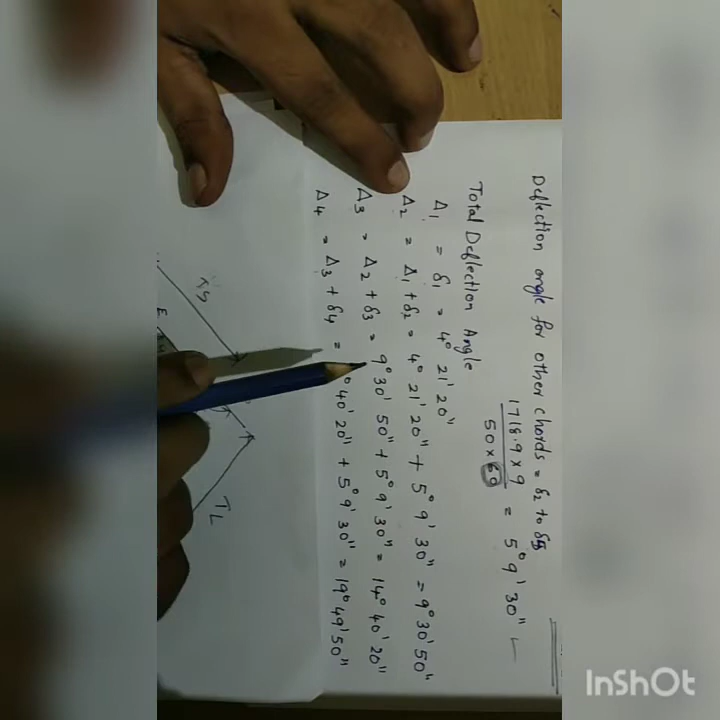 Deflection angle for other chords = δ2 to δ5
1718.9 x 9
50 x 60
= 5° 9' 30"
Total Deflection Angle
Δ1 = δ1 = 4° 21' 20"
Δ2 = Δ1 + δ2 = 4° 21' 20" + 5° 9' 30" = 9° 30' 50"
Δ3 = Δ2 + δ3 = 9° 30' 50" + 5° 9' 30" = 14° 40' 20"
Δ4 = Δ3 + δ4 = ° 40' 20" + 5° 9' 30" = 19° 49' 50"
TS
E
TL
InShOt